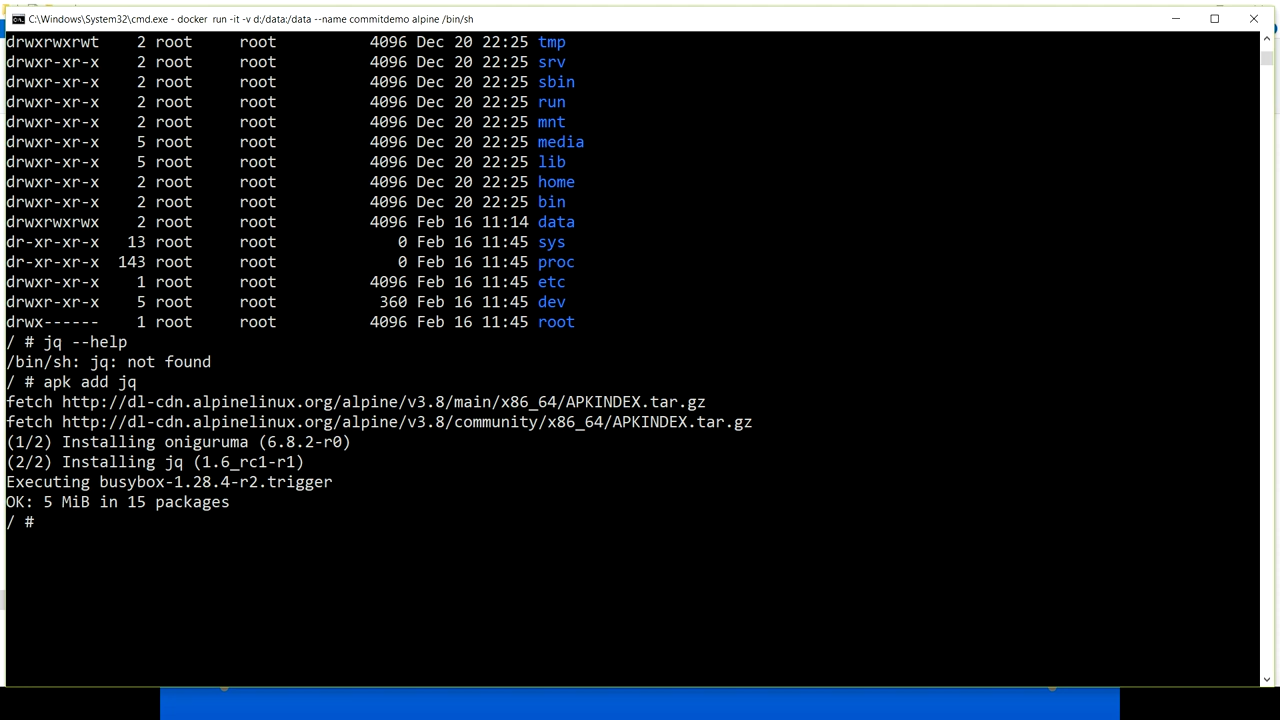 C:\Windows\System32\cmd.exe - docker  run -it -v d:/data/data --name commitdemo alpine /bin/sh
drwxrwxrwt    2 root     root          4096 Dec 20 22:25 tmp
drwxr-xr-x    2 root     root          4096 Dec 20 22:25 srv
drwxr-xr-x    2 root     root          4096 Dec 20 22:25 sbin
drwxr-xr-x    2 root     root          4096 Dec 20 22:25 run
drwxr-xr-x    2 root     root          4096 Dec 20 22:25 mnt
drwxr-xr-x    5 root     root          4096 Dec 20 22:25 media
drwxr-xr-x    5 root     root          4096 Dec 20 22:25 lib
drwxr-xr-x    2 root     root          4096 Dec 20 22:25 home
drwxr-xr-x    2 root     root          4096 Dec 20 22:25 bin
drwxrwxrwx    2 root     root          4096 Feb 16 11:14 data
dr-xr-xr-x   13 root     root             0 Feb 16 11:45 sys
dr-xr-xr-x  143 root     root             0 Feb 16 11:45 proc
drwxr-xr-x    1 root     root          4096 Feb 16 11:45 etc
drwxr-xr-x    5 root     root           360 Feb 16 11:45 dev
drwx------    1 root     root          4096 Feb 16 11:45 root
/ # jq --help
/bin/sh: jq: not found
/ # apk add jq
fetch http://dl-cdn.alpinelinux.org/alpine/v3.8/main/x86_64/APKINDEX.tar.gz
fetch http://dl-cdn.alpinelinux.org/alpine/v3.8/community/x86_64/APKINDEX.tar.gz
(1/2) Installing oniguruma (6.8.2-r0)
(2/2) Installing jq (1.6_rc1-r1)
Executing busybox-1.28.4-r2.trigger
OK: 5 MiB in 15 packages
/ #